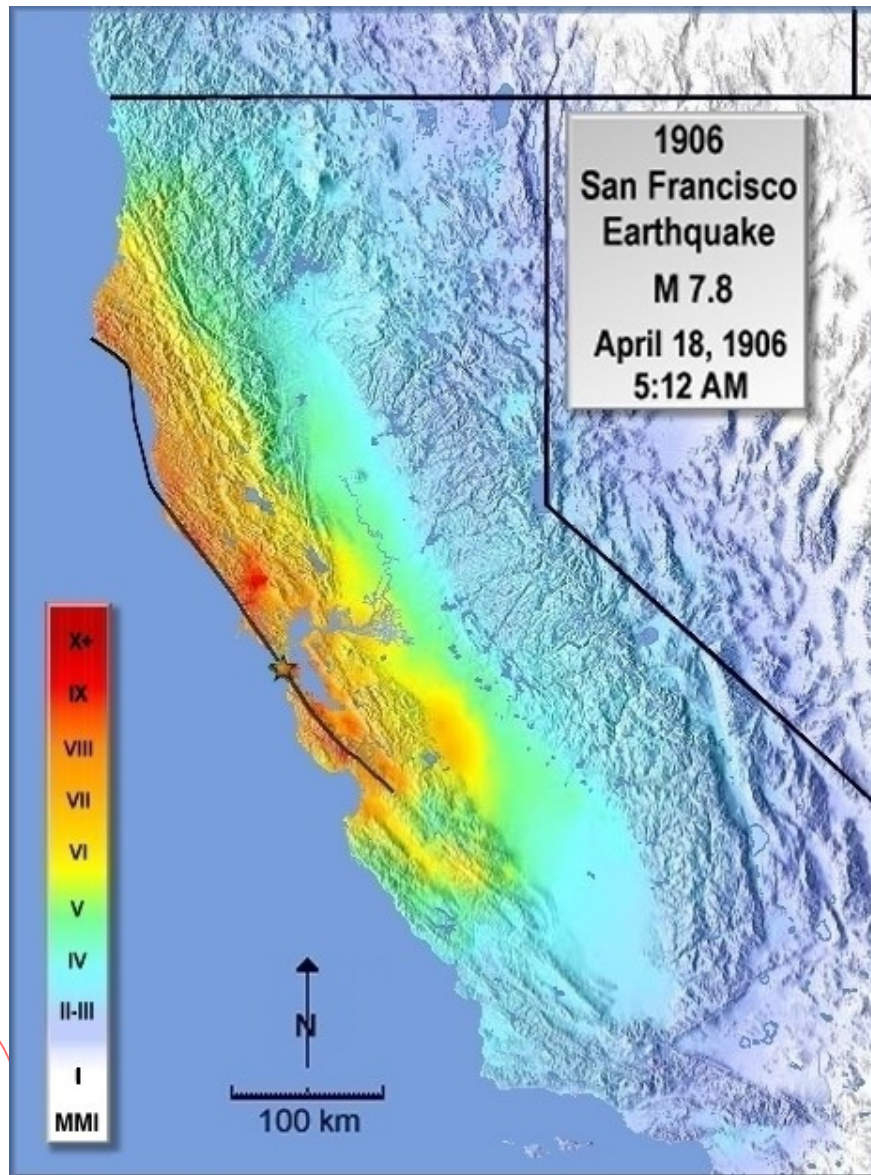 1906
San Francisco
Earthquake
M 7.8
April 18, 1906
5:12 AM
X+
IX
VIII
VII
VI
V
IV
II-III
I
MMI
N
100 km